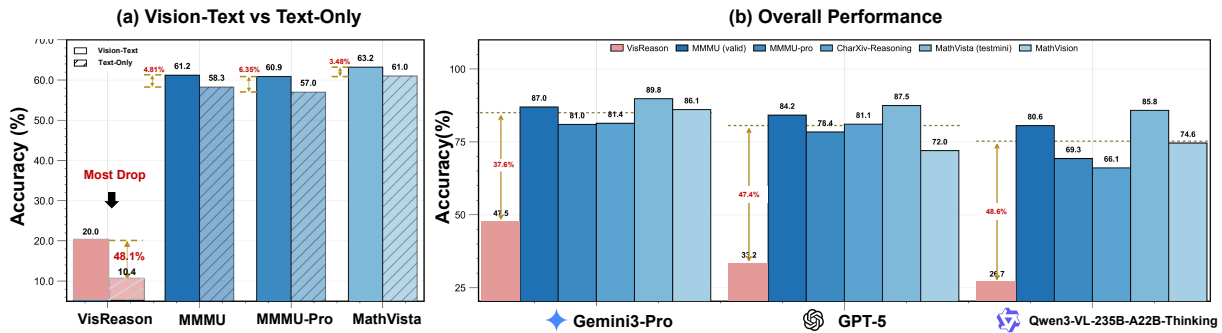 (a) Vision-Text vs Text-Only
Accuracy (%)
70.0
60.0
50.0
40.0
30.0
20.0
10.0
Vision-Text
Text-Only
4.81%
61.2
58.3
6.35%
60.9
57.0
3.48%
63.2
61.0
Most Drop
20.0
48.1%
10.4
VisReason
MMMU
MMMU-Pro
MathVista
(b) Overall Performance
VisReason
MMMU (valid)
MMMU-pro
CharXiv-Reasoning
MathVista (testmini)
MathVision
Accuracy(%)
100
75
50
25
37.6%
47.5
87.0
81.0
81.4
89.8
86.1
47.4%
33.2
84.2
78.4
81.1
87.5
72.0
48.6%
26.7
80.6
69.3
66.1
85.8
74.6
Gemini3-Pro
GPT-5
Qwen3-VL-235B-A22B-Thinking